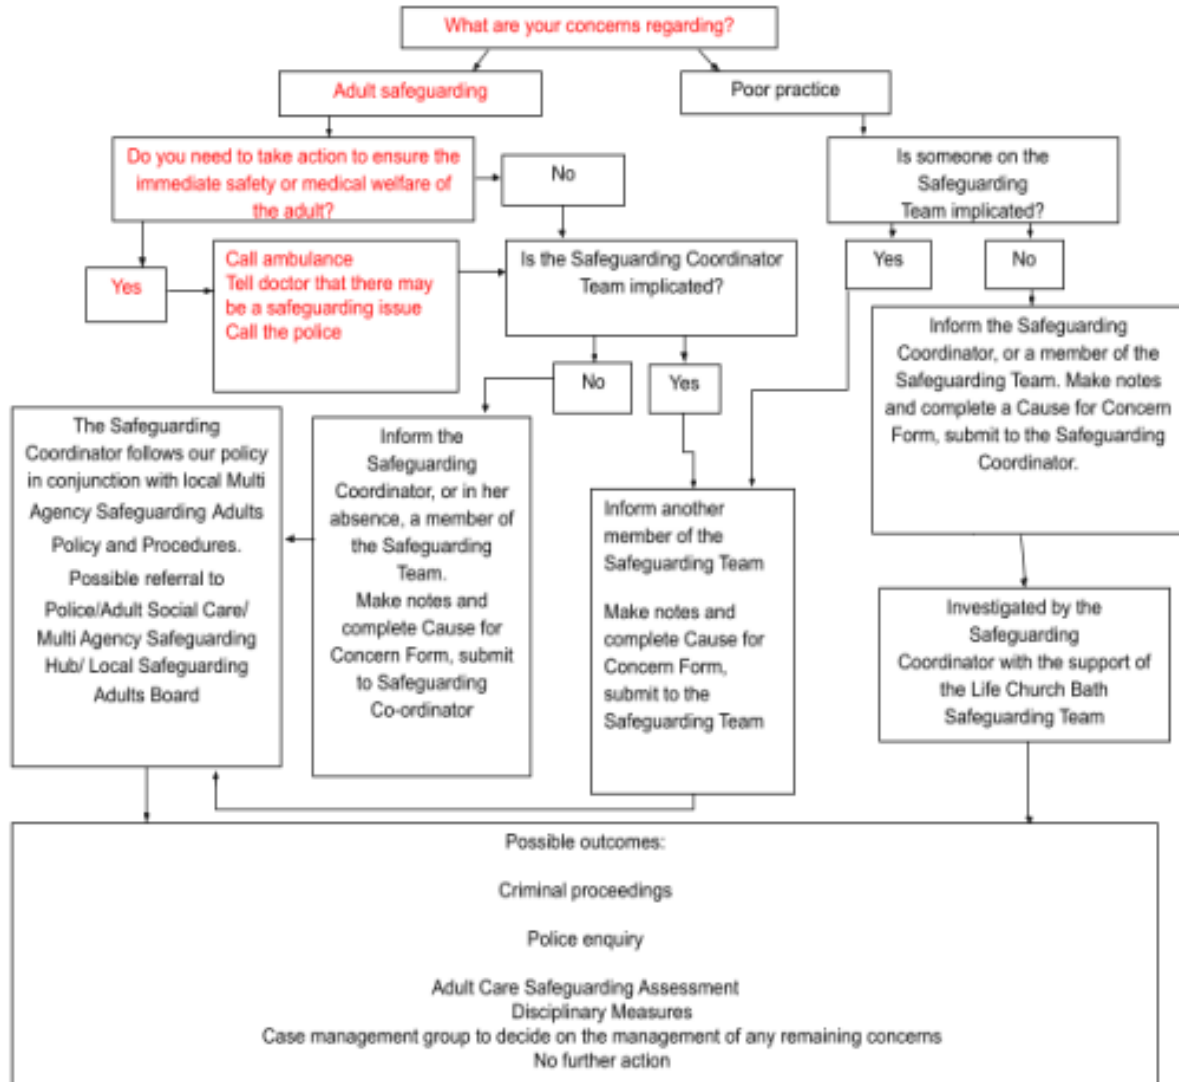 What are your concerns regarding?
Adult safeguarding
Poor practice
Do you need to take action to ensure the
immediate safety or medical welfare of
the adult?
No
Is someone on the
Safeguarding
Team implicated?
Yes
Call ambulance
Tell doctor that there may
be a safeguarding issue
Call the police
Is the Safeguarding Coordinator
Team implicated?
Yes
No
No
Yes
Inform the Safeguarding
Coordinator, or a member of the
Safeguarding Team. Make notes
and complete a Cause for Concern
Form, submit to the Safeguarding
Coordinator.
The Safeguarding
Coordinator follows our policy
in conjunction with local Multi
Agency Safeguarding Adults
Policy and Procedures.
Possible referral to
Police/Adult Social Care/
Multi Agency Safeguarding
Hub/ Local Safeguarding
Adults Board
Inform the
Safeguarding
Coordinator, or in her
absence, a member of
the Safeguarding
Team.
Make notes and
complete Cause for
Concern Form, submit
to Safeguarding
Co-ordinator
Inform another
member of the
Safeguarding Team
Make notes and
complete Cause for
Concern Form,
submit to the
Safeguarding Team
Investigated by the
Safeguarding
Coordinator with the support of
the Life Church Bath
Safeguarding Team
Possible outcomes:
Criminal proceedings
Police enquiry
Adult Care Safeguarding Assessment
Disciplinary Measures
Case management group to decide on the management of any remaining concerns
No further action